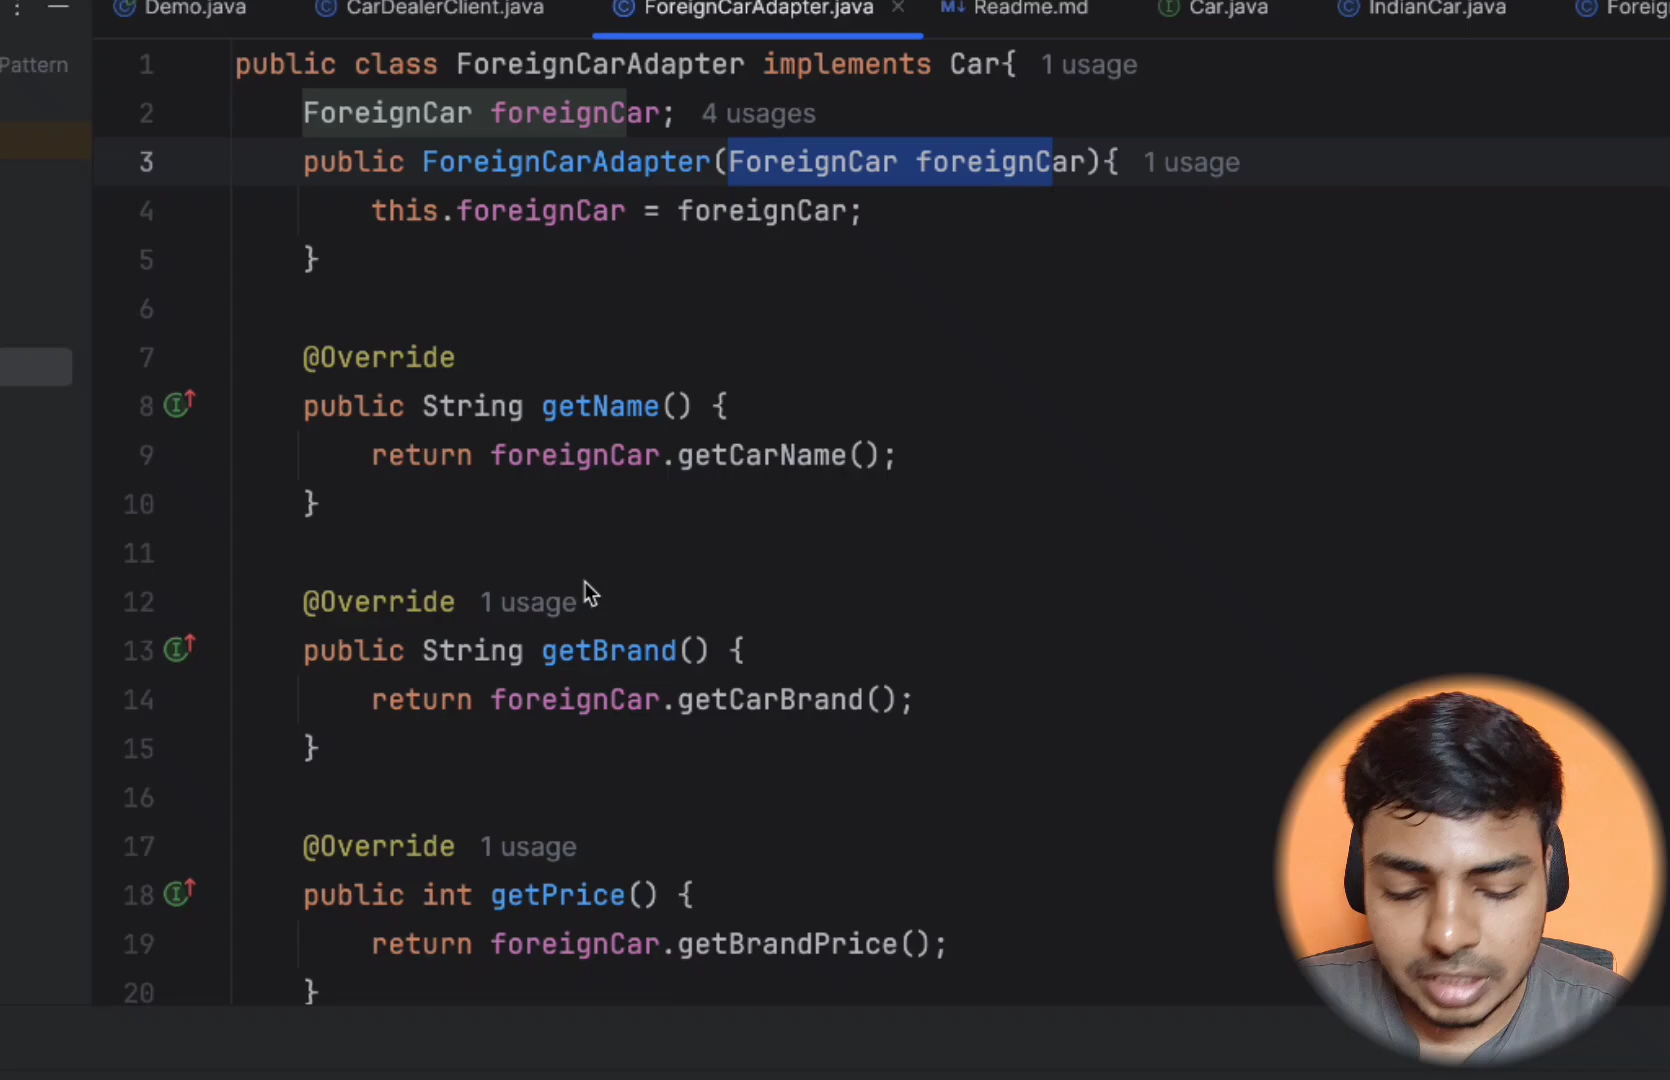 Demo.java CarDealerClient.java ForeignCarAdapter.java Readme.md Car.java IndianCar.java Foreig
Pattern
1 public class ForeignCarAdapter implements Car{ 1 usage
2 ForeignCar foreignCar; 4 usages
3 public ForeignCarAdapter(ForeignCar foreignCar){ 1 usage
4 this.foreignCar = foreignCar;
5 }
6
7 @Override
8 public String getName() {
9 return foreignCar.getCarName();
10 }
11
12 @Override 1 usage
13 public String getBrand() {
14 return foreignCar.getCarBrand();
15 }
16
17 @Override 1 usage
18 public int getPrice() {
19 return foreignCar.getBrandPrice();
20 }